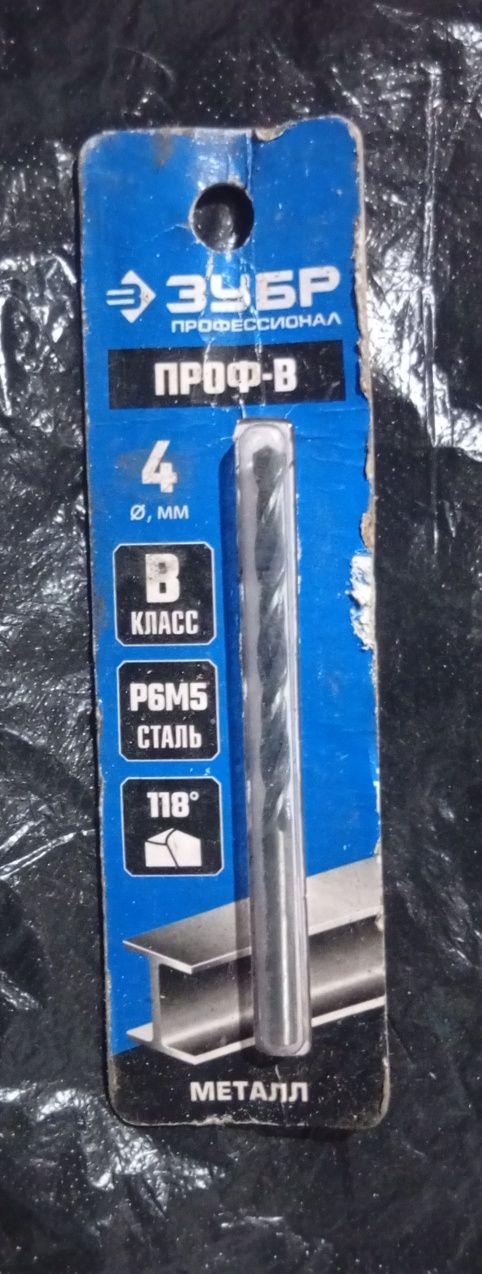 ЗУБР
ПРОФЕССИОНАЛ
ПРОФ-В
4
Ø, мм
В
КЛАСС
Р6М5
СТАЛЬ
118°
МЕТАЛЛ